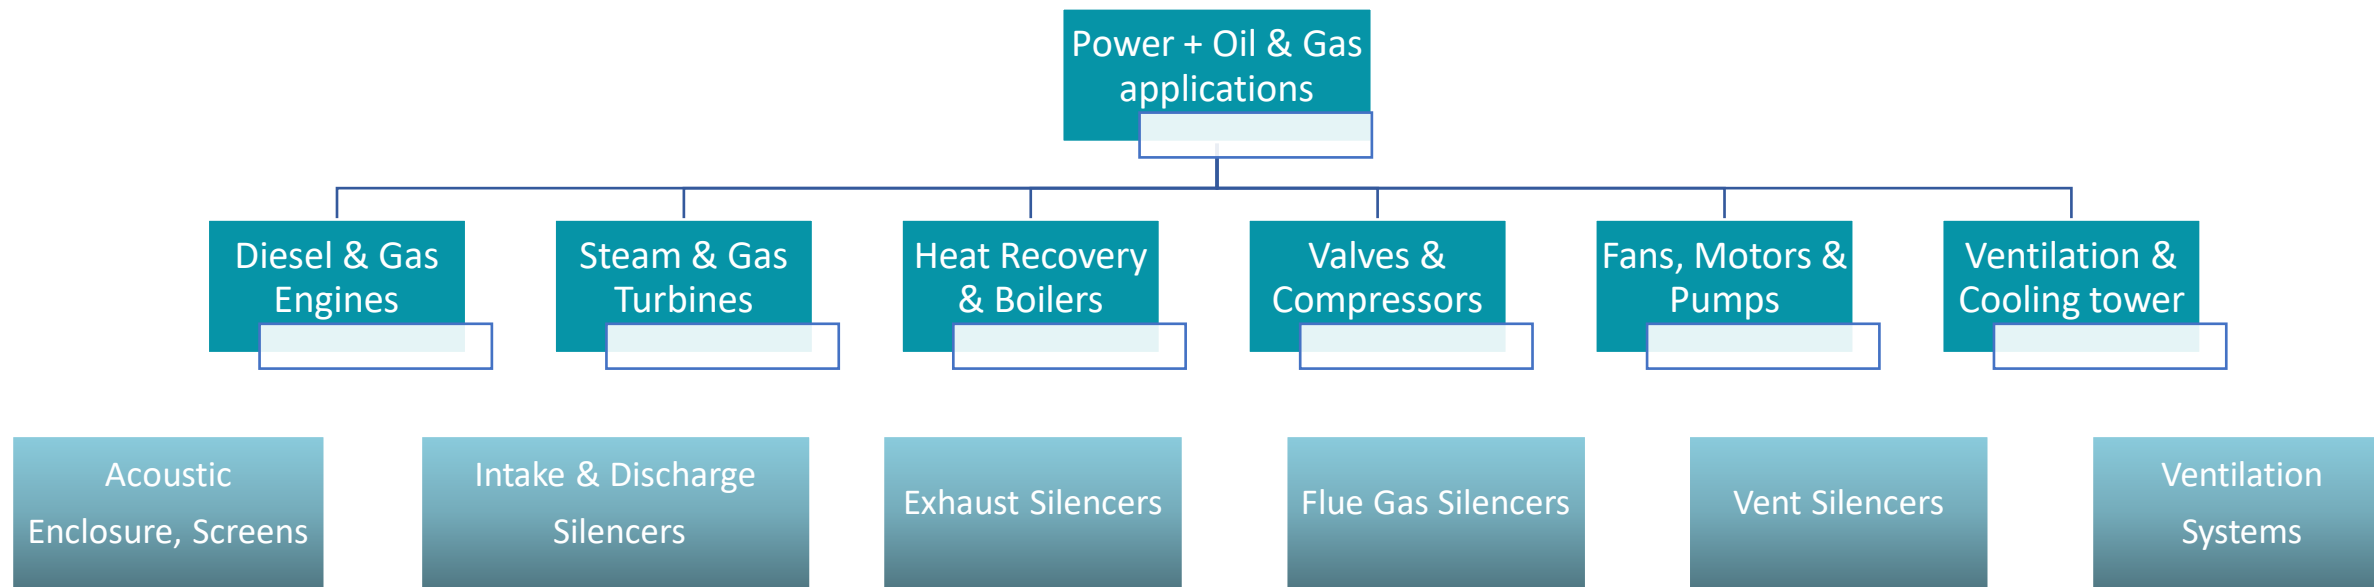 Power + Oil & Gas
applications
Diesel & Gas
Engines
Steam & Gas
Turbines
Heat Recovery
& Boilers
Valves &
Compressors
Fans, Motors &
Pumps
Ventilation &
Cooling tower
Acoustic
Enclosure, Screens
Intake & Discharge
Silencers
Exhaust Silencers
Flue Gas Silencers
Vent Silencers
Ventilation
Systems